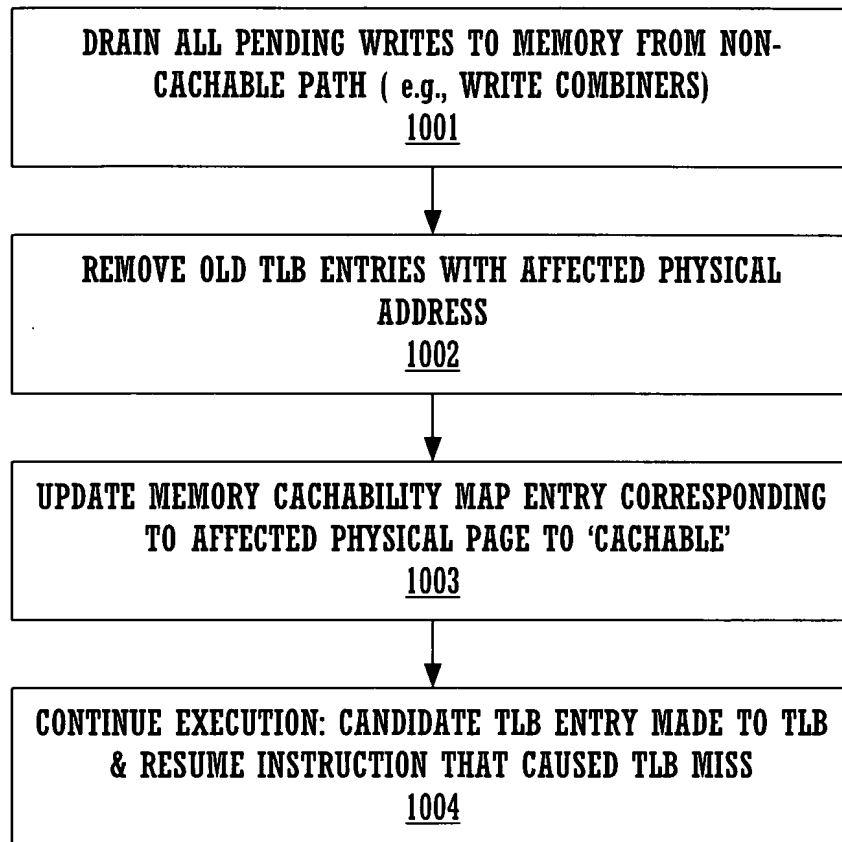 DRAIN ALL PENDING WRITES TO MEMORY FROM NON-
CACHABLE PATH ( e.g., WRITE COMBINERS)
1001
REMOVE OLD TLB ENTRIES WITH AFFECTED PHYSICAL
ADDRESS
1002
UPDATE MEMORY CACHABILITY MAP ENTRY CORRESPONDING
TO AFFECTED PHYSICAL PAGE TO ‘CACHABLE’
1003
CONTINUE EXECUTION: CANDIDATE TLB ENTRY MADE TO TLB
& RESUME INSTRUCTION THAT CAUSED TLB MISS
1004